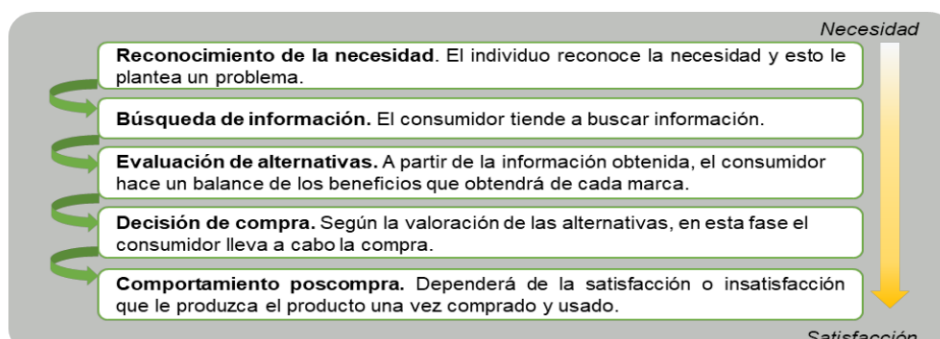 Necesidad
Reconocimiento de la necesidad. El individuo reconoce la necesidad y esto le
plantea un problema.
Búsqueda de información. El consumidor tiende a buscar información.
Evaluación de alternativas. A partir de la información obtenida, el consumidor
hace un balance de los beneficios que obtendrá de cada marca.
Decisión de compra. Según la valoración de las alternativas, en esta fase el
consumidor lleva a cabo la compra.
Comportamiento poscompra. Dependerá de la satisfacción o insatisfacción
que le produzca el producto una vez comprado y usado.
Satisfacción